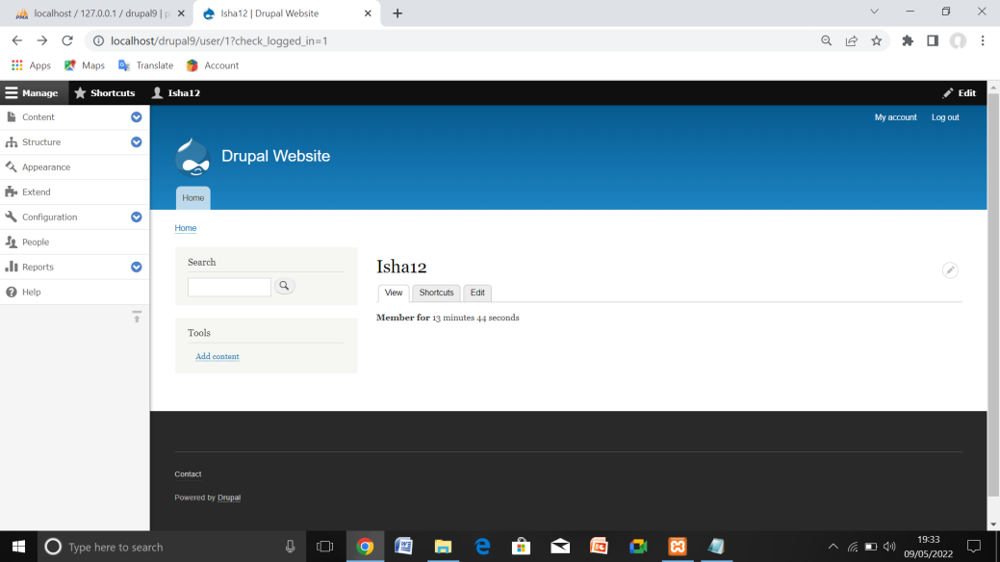 localhost / 127.0.0.1 / drupal9 | p
Isha12 | Drupal Website
localhost/drupal9/user/1?check_logged_in=1
Apps Maps Translate Account
Manage Shortcuts Isha12 Edit
Content
Structure
Appearance
Extend
Configuration
People
Reports
Help
My account Log out
Drupal Website
Home
Home
Search
Tools
Add content
Isha12
View Shortcuts Edit
Member for 13 minutes 44 seconds
Contact
Powered by Drupal
Type here to search
19:33
09/05/2022